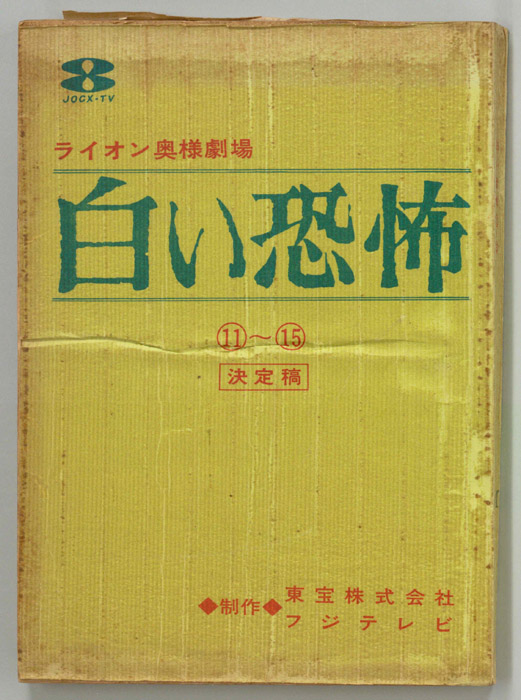 JOCX-TV
ライオン奥様劇場
白い恐怖
⑪～⑮
決定稿
◆制作◆ 東宝株式会社
フジテレビ